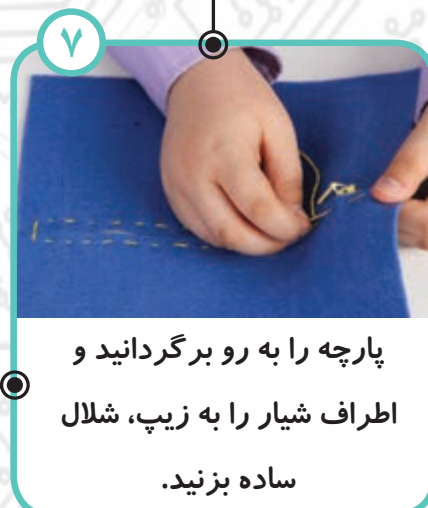 ۷
پارچه را به رو برگردانید و
اطراف شیار را به زیپ، شلال
ساده بزنید.